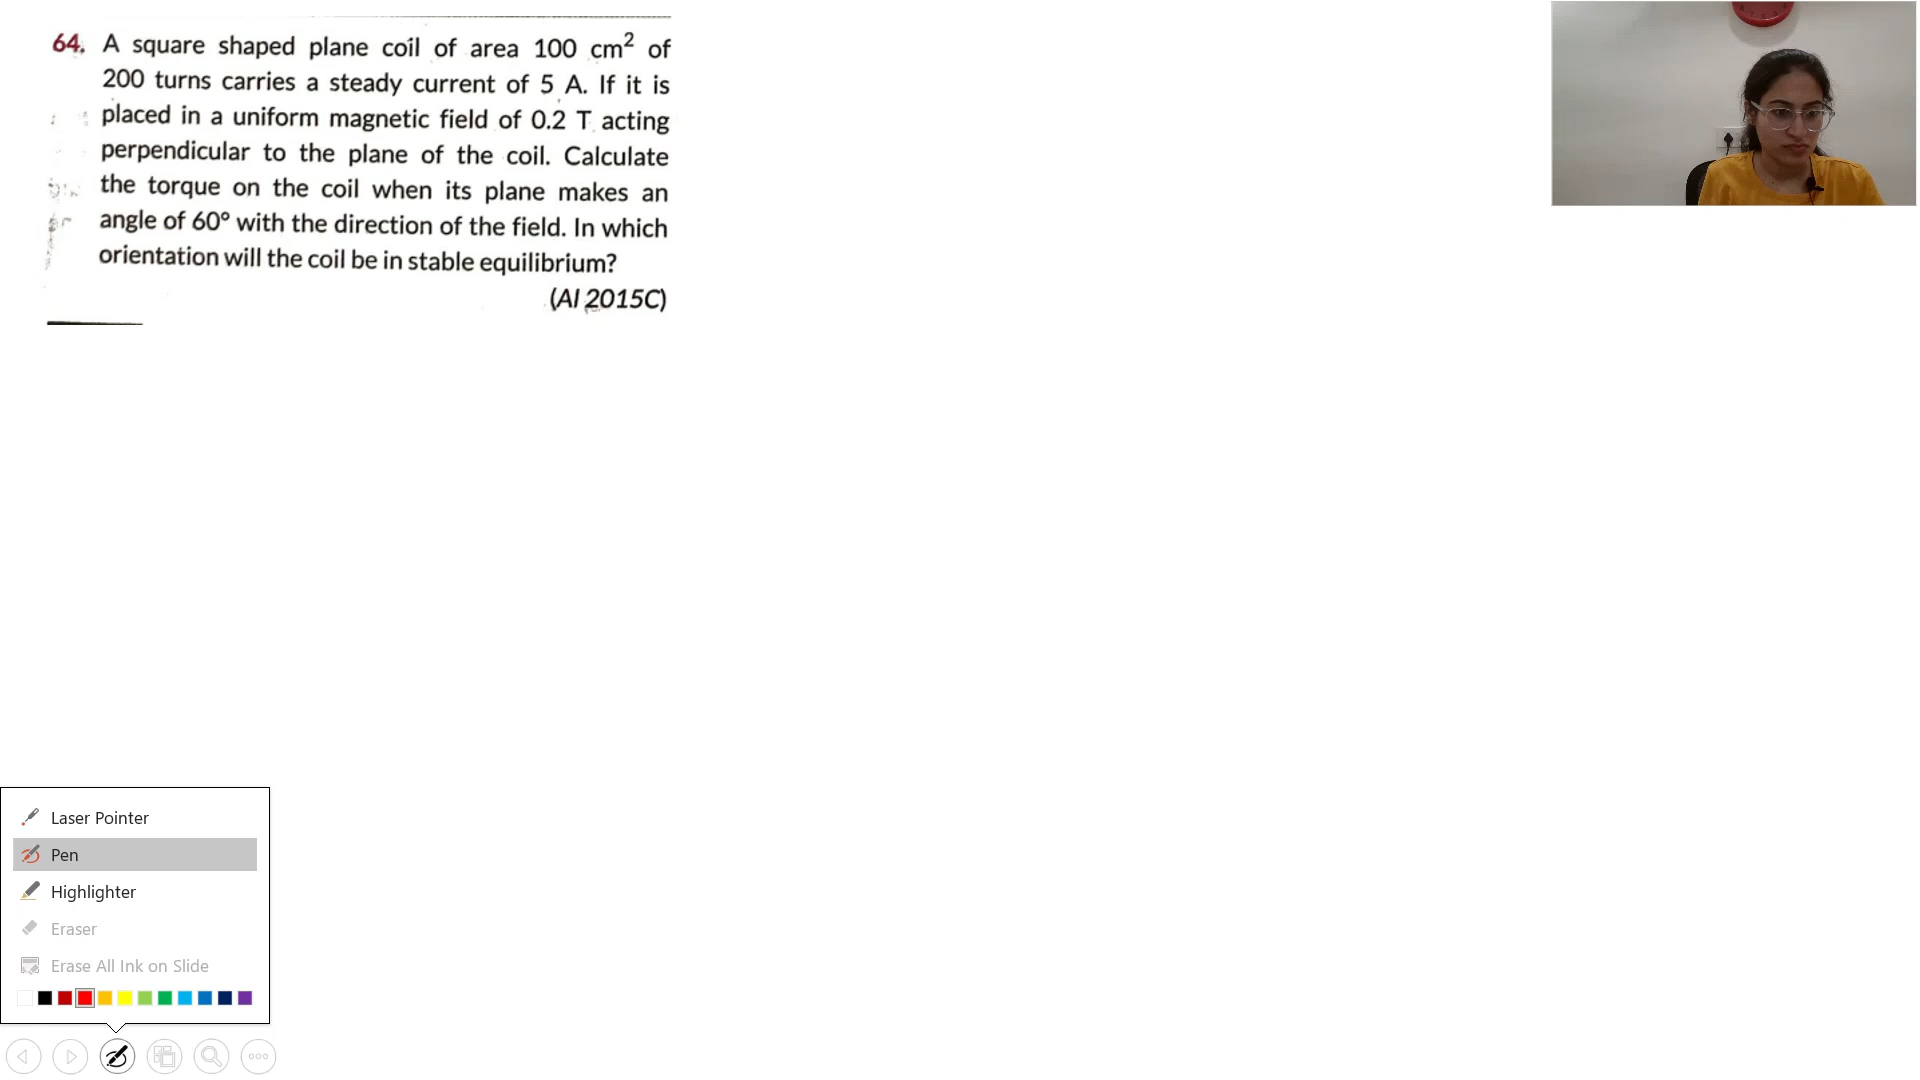 64. A square shaped plane coil of area 100 cm² of
200 turns carries a steady current of 5 A. If it is
placed in a uniform magnetic field of 0.2 T acting
perpendicular to the plane of the coil. Calculate
the torque on the coil when its plane makes an
angle of 60° with the direction of the field. In which
orientation will the coil be in stable equilibrium?
(AI 2015C)
Laser Pointer
Pen
Highlighter
Eraser
Erase All Ink on Slide